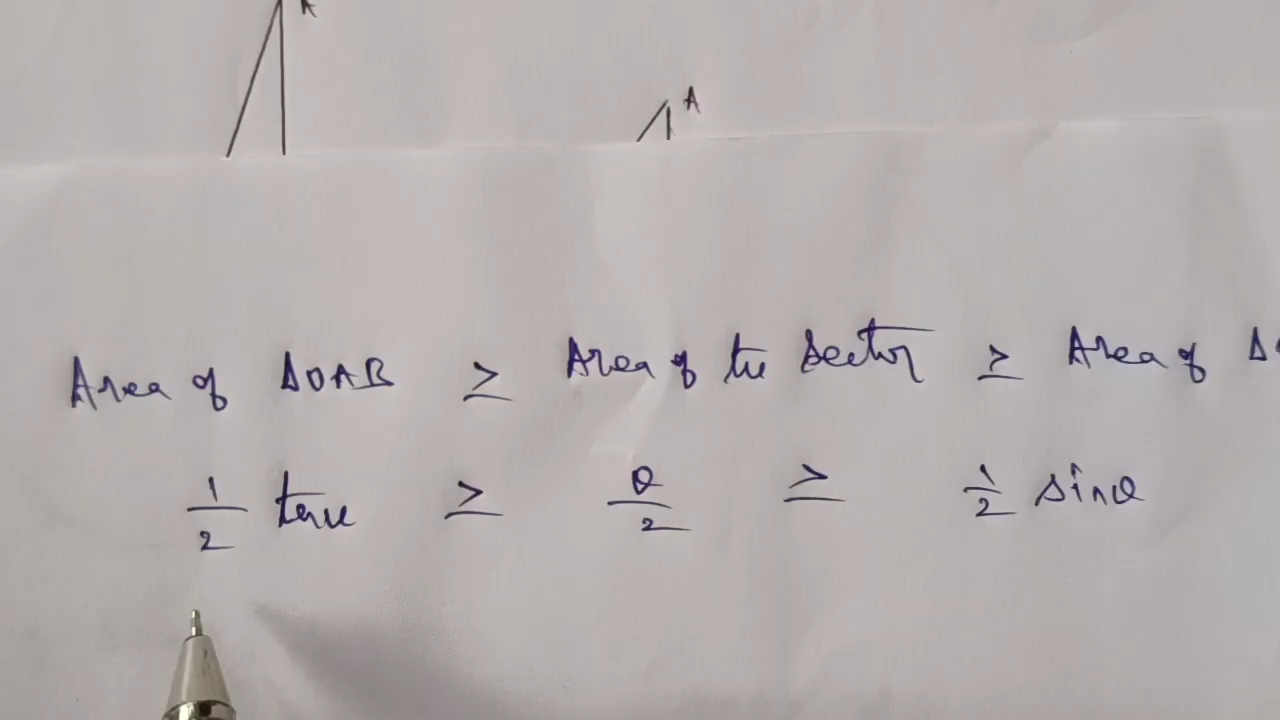 A
A
Area of ΔOAB ≥ Area of the Sector ≥ Area of Δ
1/2 tanθ ≥ θ/2 ≥ 1/2 sinθ